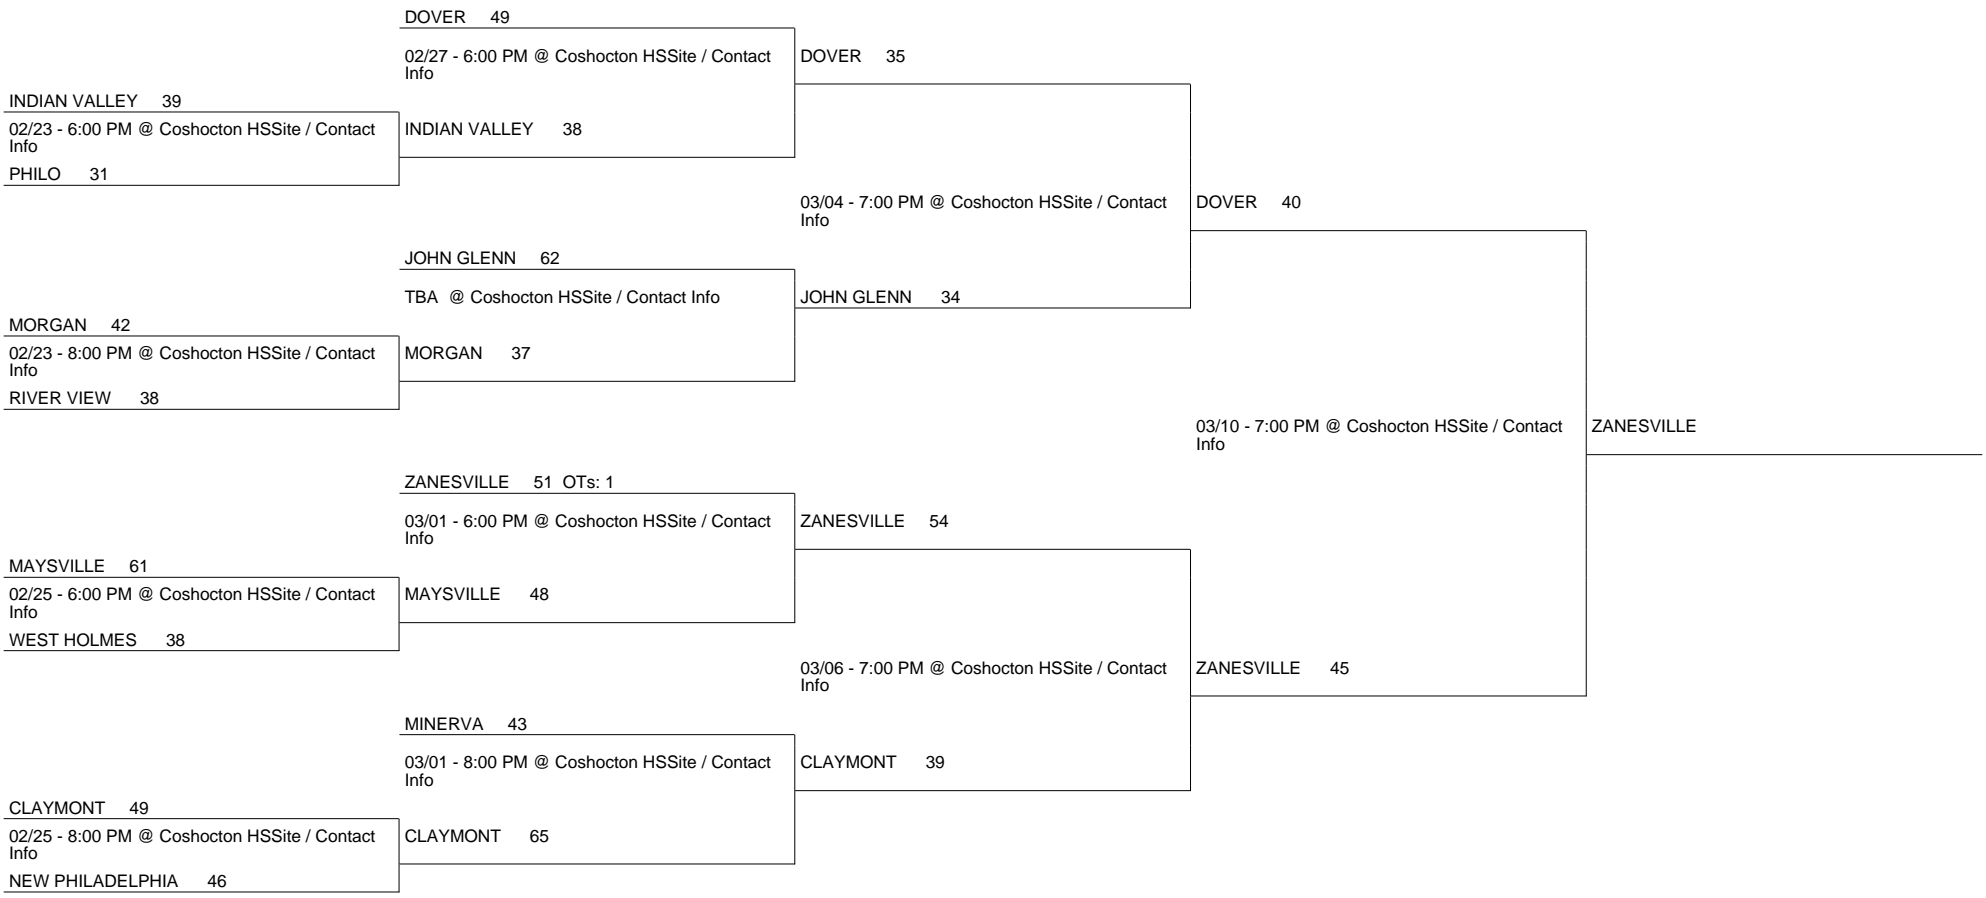 DOVER 49
02/27 - 6:00 PM @ Coshocton HSSite / Contact
Info
DOVER 35
INDIAN VALLEY 39
02/23 - 6:00 PM @ Coshocton HSSite / Contact
Info
INDIAN VALLEY 38
PHILO 31
03/04 - 7:00 PM @ Coshocton HSSite / Contact
Info
DOVER 40
JOHN GLENN 62
TBA @ Coshocton HSSite / Contact Info
JOHN GLENN 34
MORGAN 42
02/23 - 8:00 PM @ Coshocton HSSite / Contact
Info
MORGAN 37
RIVER VIEW 38
03/10 - 7:00 PM @ Coshocton HSSite / Contact
Info
ZANESVILLE
ZANESVILLE 51 OTs: 1
03/01 - 6:00 PM @ Coshocton HSSite / Contact
Info
ZANESVILLE 54
MAYSVILLE 61
02/25 - 6:00 PM @ Coshocton HSSite / Contact
Info
MAYSVILLE 48
WEST HOLMES 38
03/06 - 7:00 PM @ Coshocton HSSite / Contact
Info
ZANESVILLE 45
MINERVA 43
03/01 - 8:00 PM @ Coshocton HSSite / Contact
Info
CLAYMONT 39
CLAYMONT 49
02/25 - 8:00 PM @ Coshocton HSSite / Contact
Info
CLAYMONT 65
NEW PHILADELPHIA 46